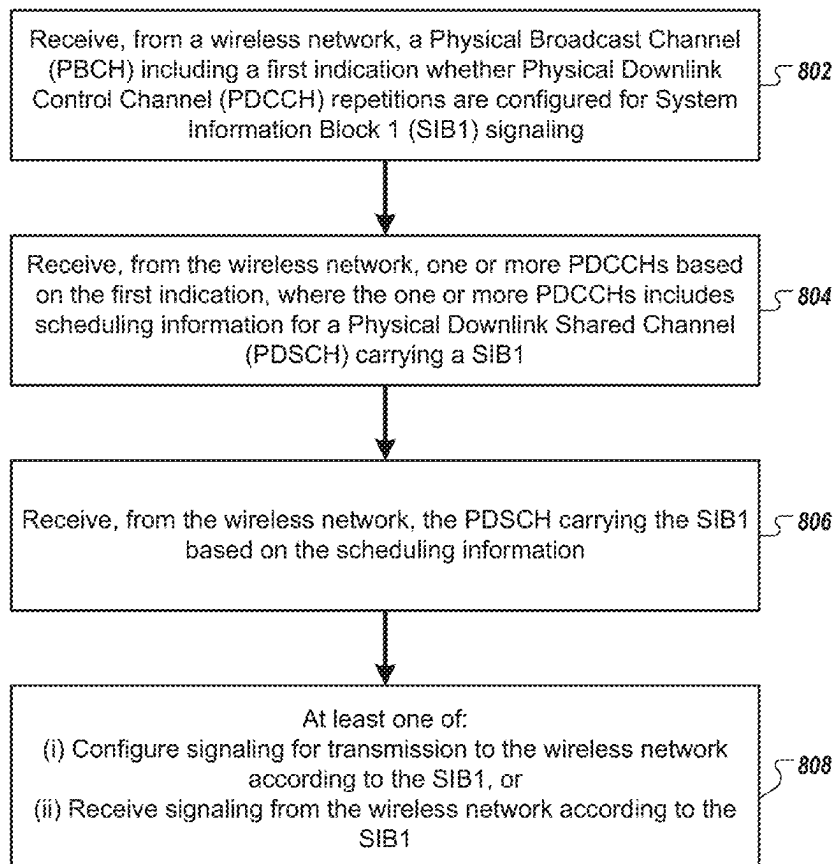 Receive, from a wireless network, a Physical Broadcast Channel
(PBCH) including a first indication whether Physical Downlink
Control Channel (PDCCH) repetitions are configured for System
Information Block 1 (SIB1) signaling
802
Receive, from the wireless network, one or more PDCCHs based
on the first indication, where the one or more PDCCHs includes
scheduling information for a Physical Downlink Shared Channel
(PDSCH) carrying a SIB1
804
Receive, from the wireless network, the PDSCH carrying the SIB1
based on the scheduling information
806
At least one of:
(i) Configure signaling for transmission to the wireless network
according to the SIB1, or
(ii) Receive signaling from the wireless network according to the
SIB1
808